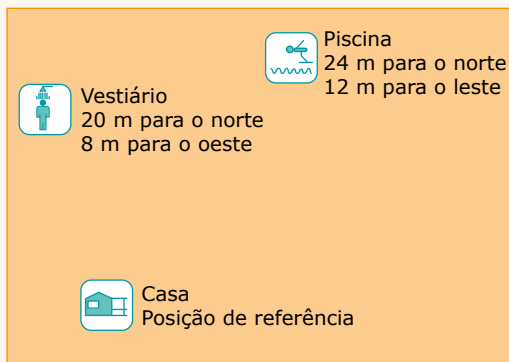 Piscina
24 m para o norte
12 m para o leste
Vestiário
20 m para o norte
8 m para o oeste
Casa
Posição de referência